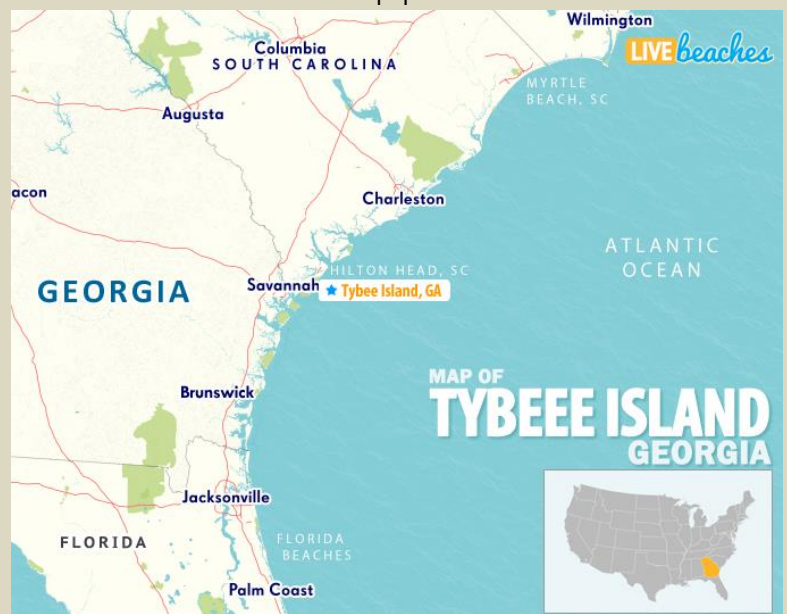 Wilmington
LIVE beaches
Columbia
SOUTH CAROLINA
MYRTLE
BEACH, SC
Augusta
acon
Charleston
ATLANTIC
OCEAN
HILTON HEAD, SC
GEORGIA
Savannah
Tybee Island, GA
MAP OF
TYBEEE ISLAND
GEORGIA
Brunswick
Jacksonville
FLORIDA
FLORIDA
BEACHES
Palm Coast